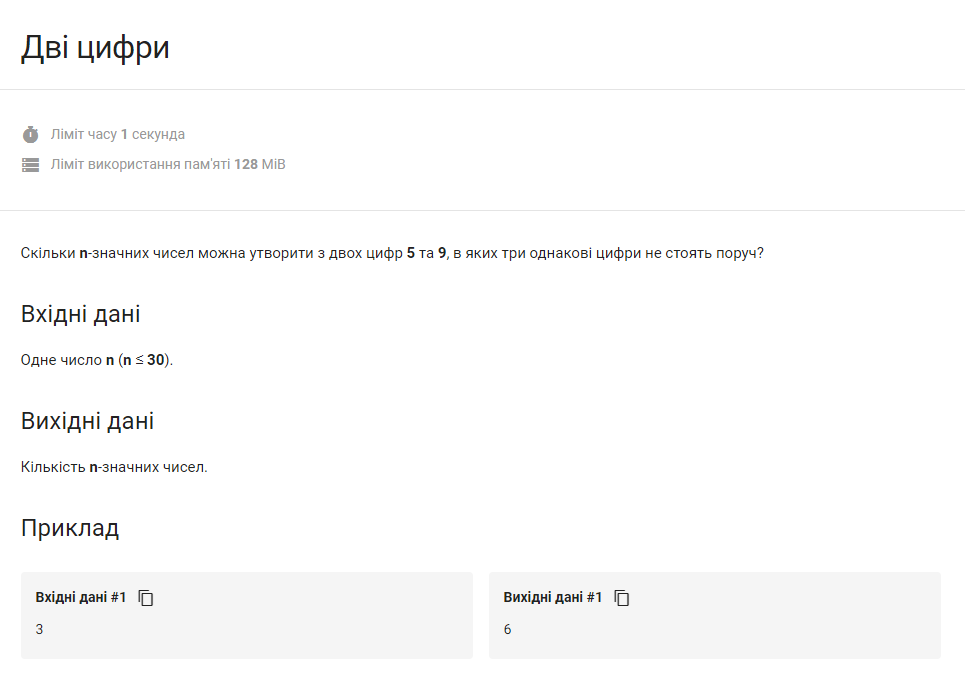 Дві цифри
Ліміт часу 1 секунда
Ліміт використання пам'яті 128 MiB
Скільки n-значних чисел можна утворити з двох цифр 5 та 9, в яких три однакові цифри не стоять поруч?
Вхідні дані
Одне число n (n ≤ 30).
Вихідні дані
Кількість n-значних чисел.
Приклад
Вхідні дані #1
3
Вихідні дані #1
6